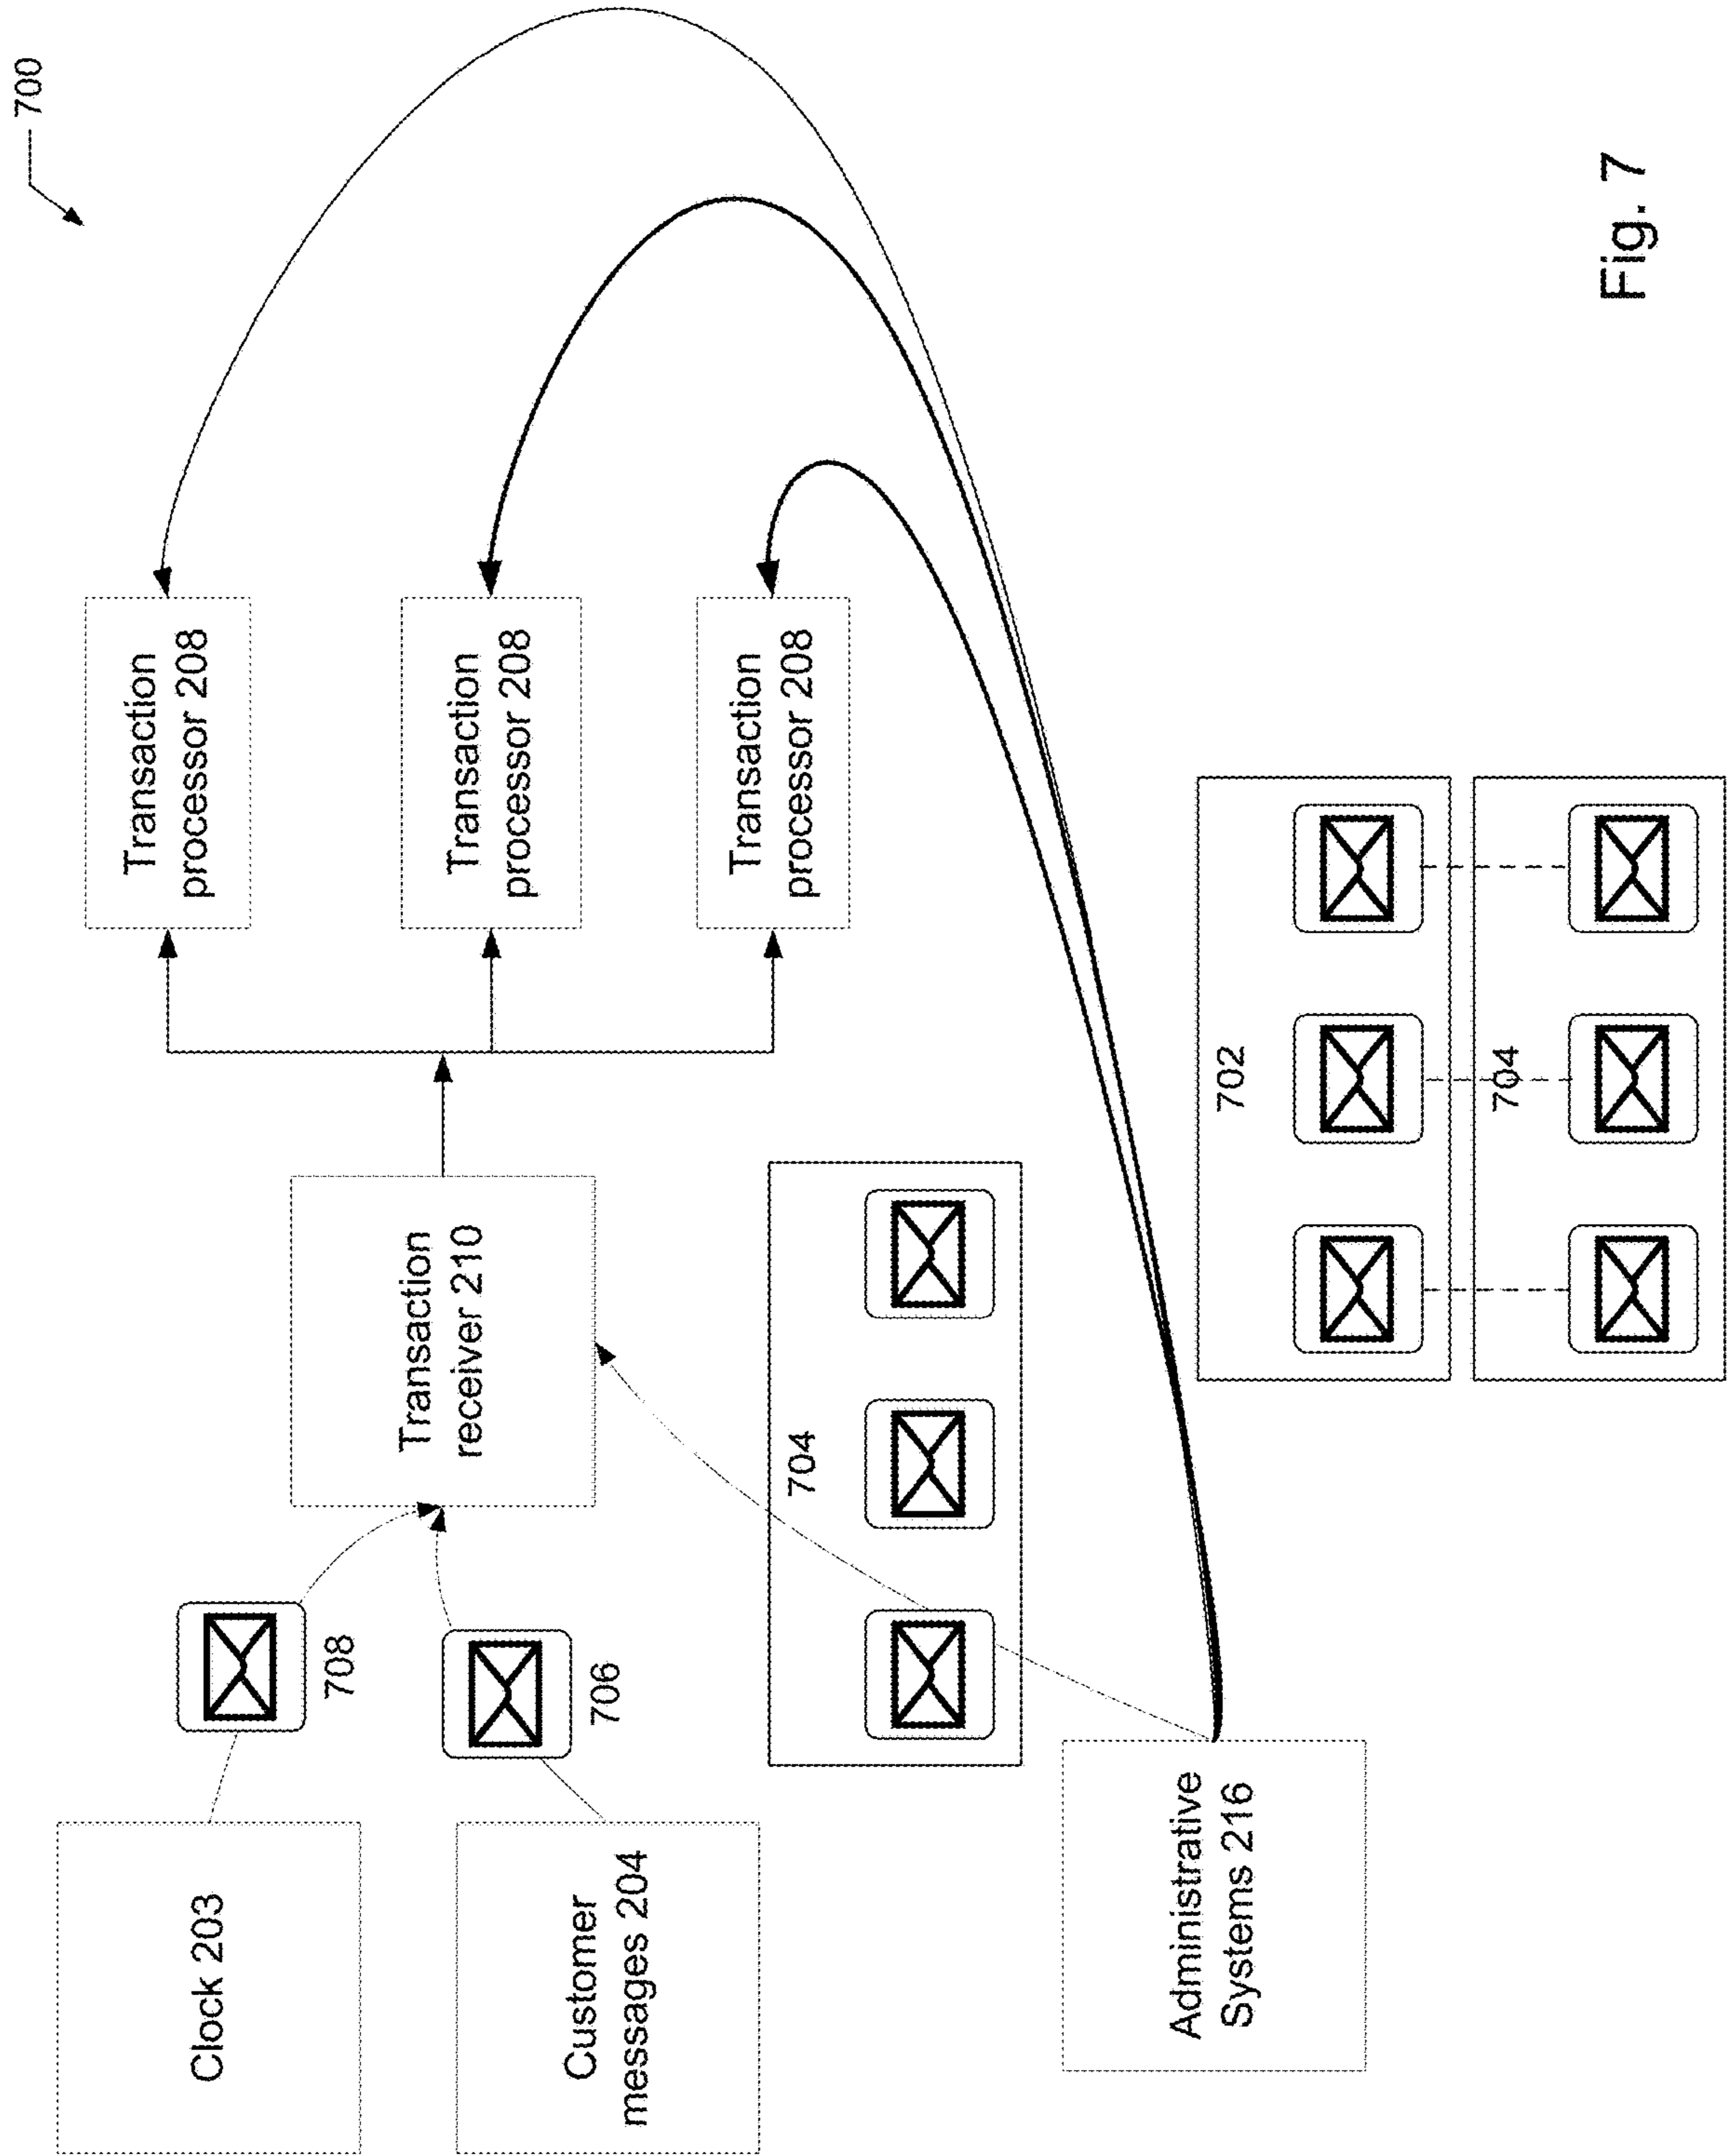 700
Clock 203
708
Customer
messages 204
706
Transaction
receiver 210
Transaction
processor 208
Transaction
processor 208
Transaction
processor 208
704
Administrative
Systems 216
702
704
Fig. 7